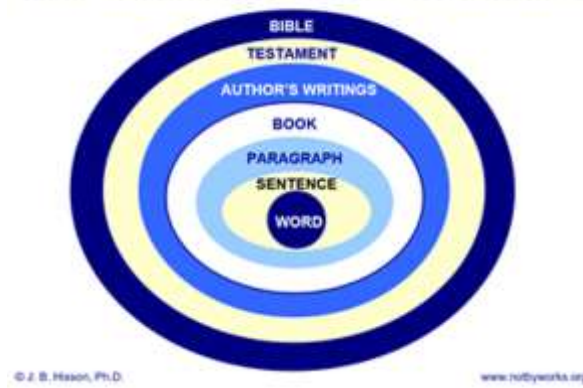 BIBLE
TESTAMENT
AUTHOR'S WRITINGS
BOOK
PARAGRAPH
SENTENCE
WORD
© J. B. Hixson, Ph.D.
www.notbyworks.org